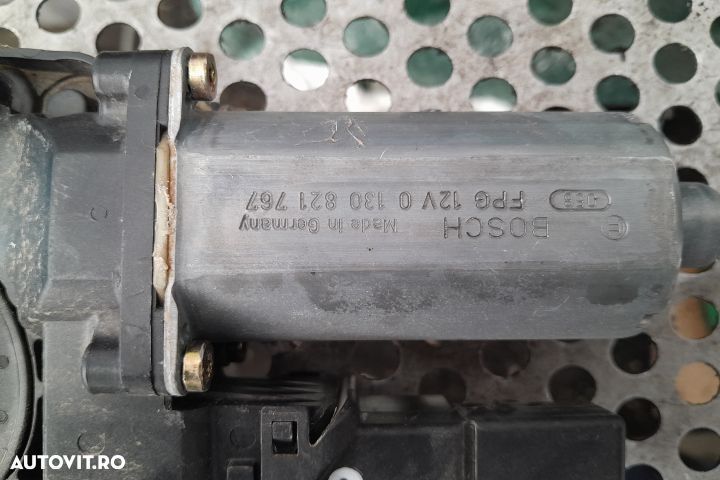 BOSCH
FPG 12V 0 130 821 767
Made in Germany
AUTOVIT.RO